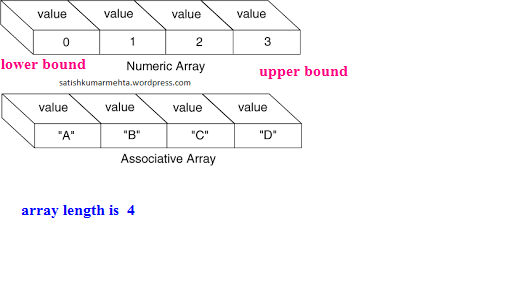 value value value value
0 1 2 3
lower bound Numeric Array upper bound
satishkumarmehta.wordpress.com
value value value value
"A" "B" "C" "D"
Associative Array
array length is 4